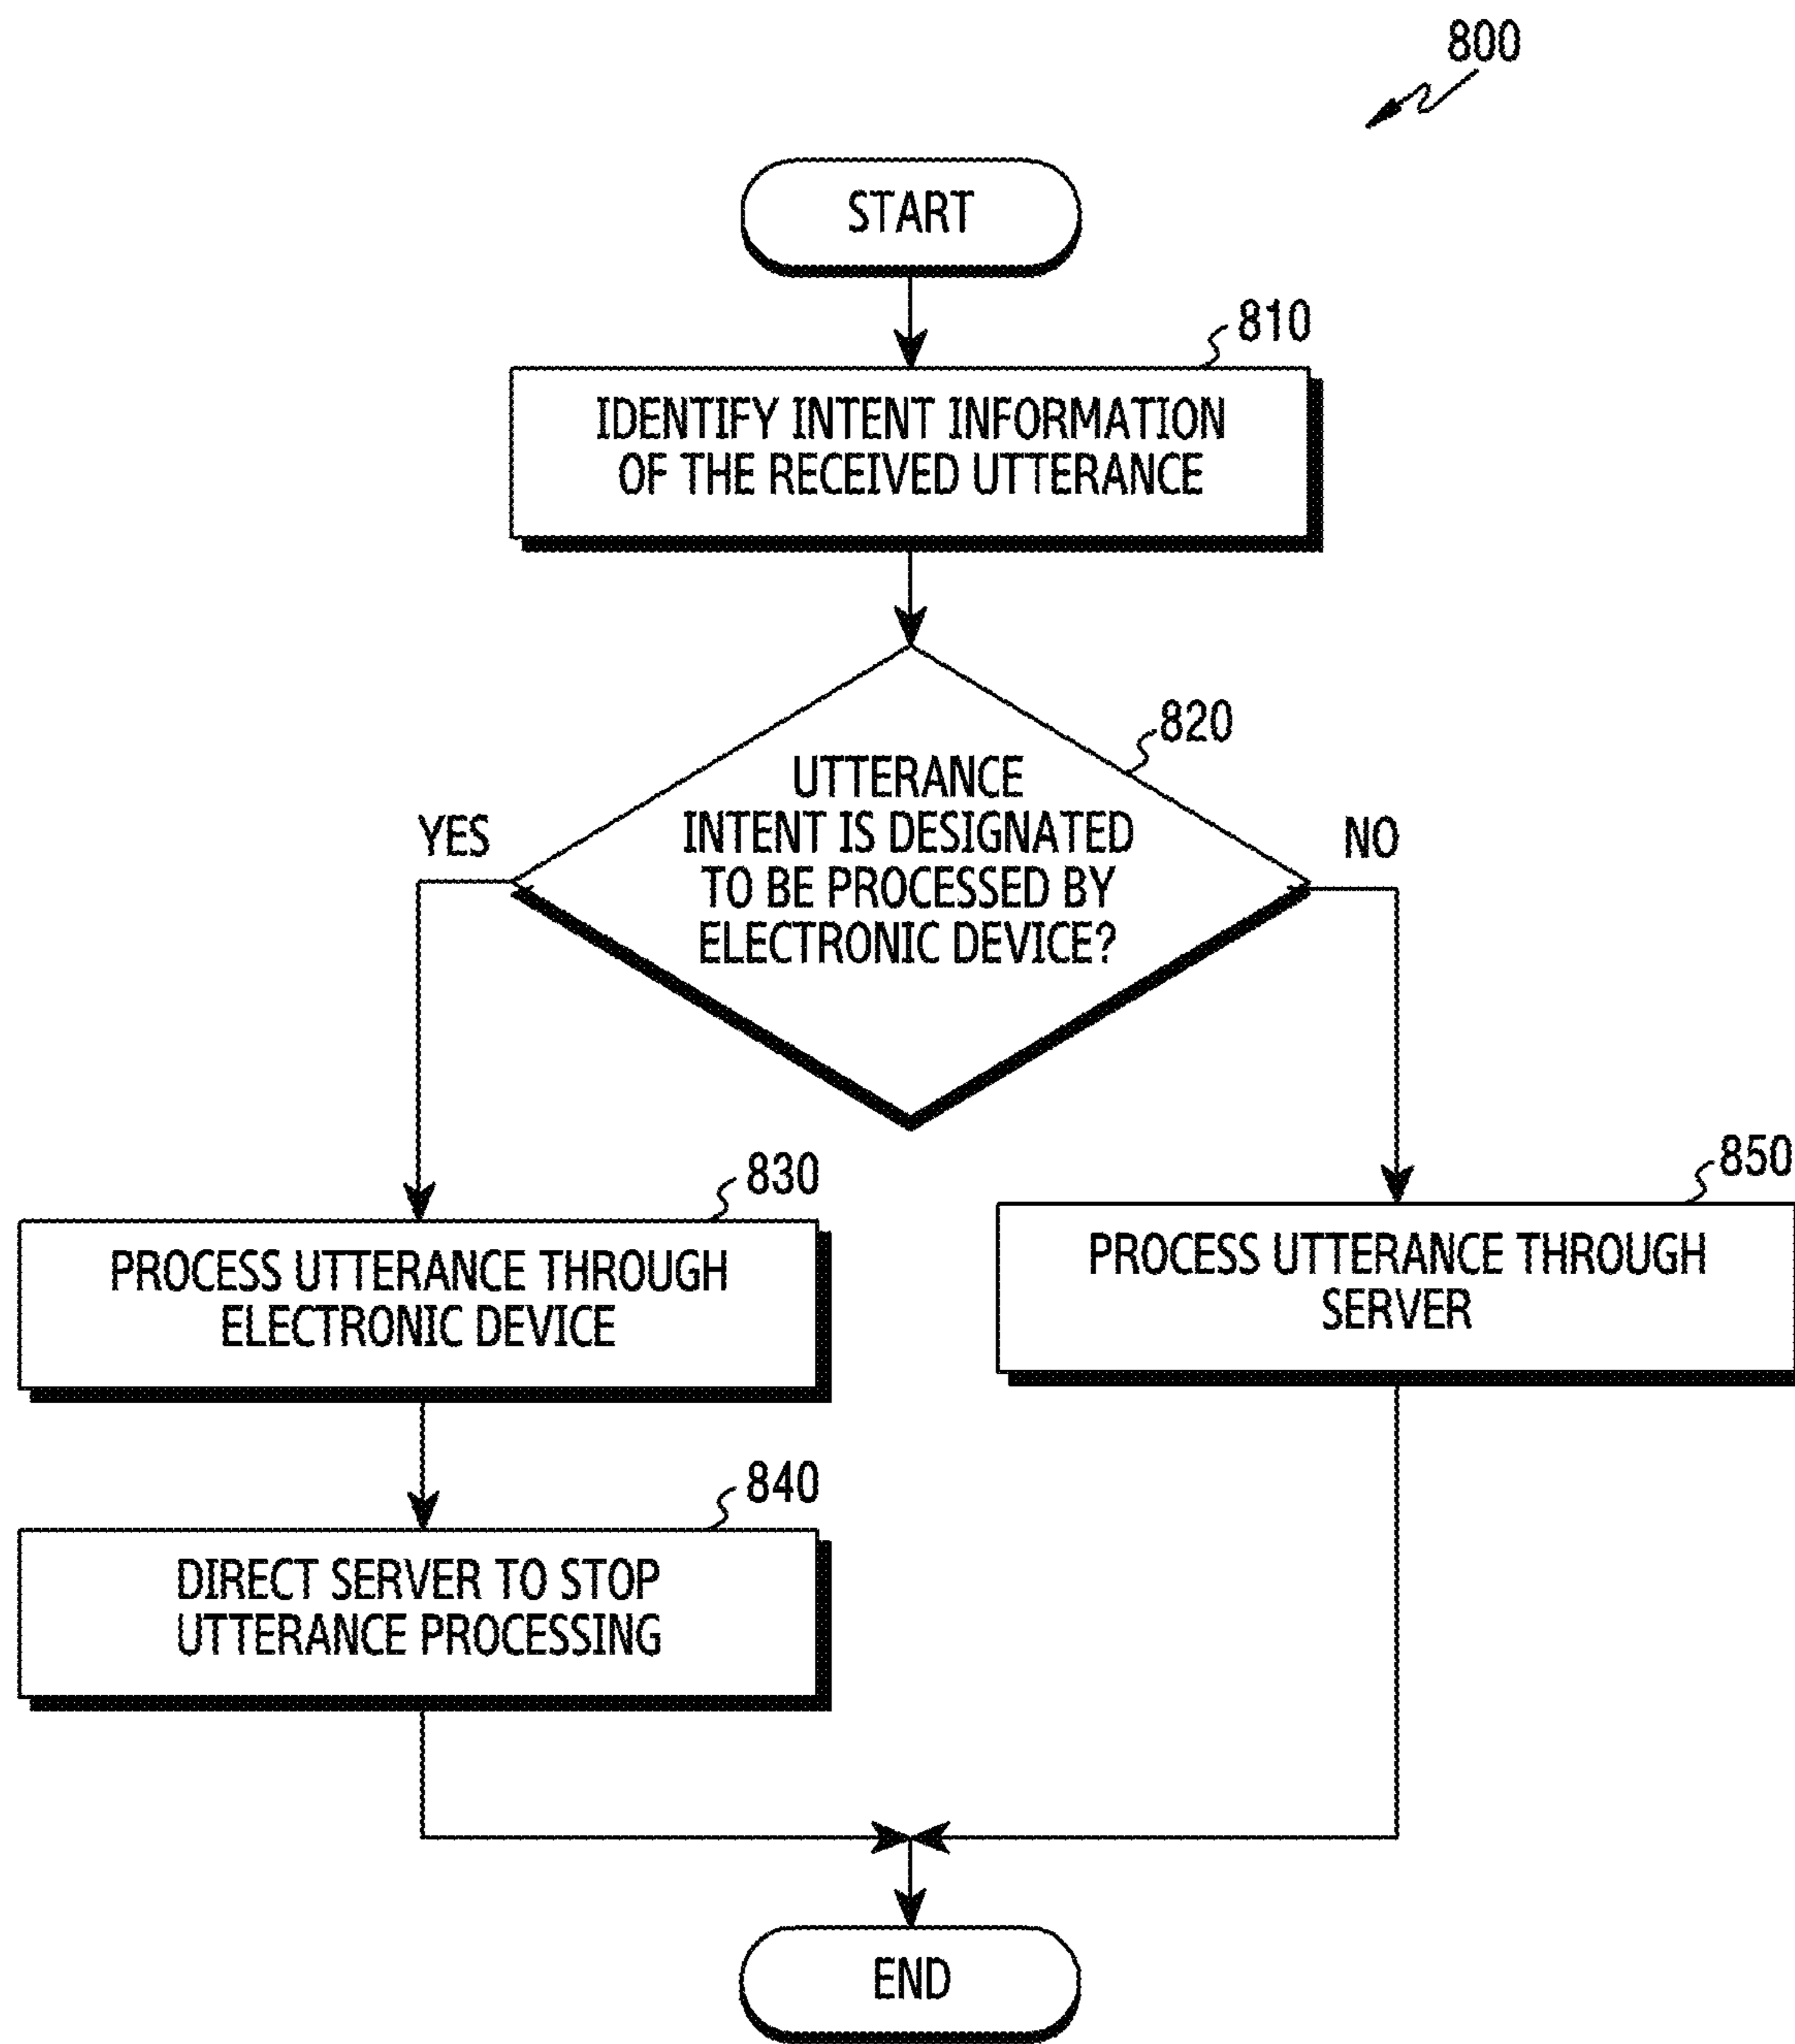 800
START
810
IDENTIFY INTENT INFORMATION
OF THE RECEIVED UTTERANCE
820
UTTERANCE
INTENT IS DESIGNATED
TO BE PROCESSED BY
ELECTRONIC DEVICE?
YES
NO
830
PROCESS UTTERANCE THROUGH
ELECTRONIC DEVICE
850
PROCESS UTTERANCE THROUGH
SERVER
840
DIRECT SERVER TO STOP
UTTERANCE PROCESSING
END